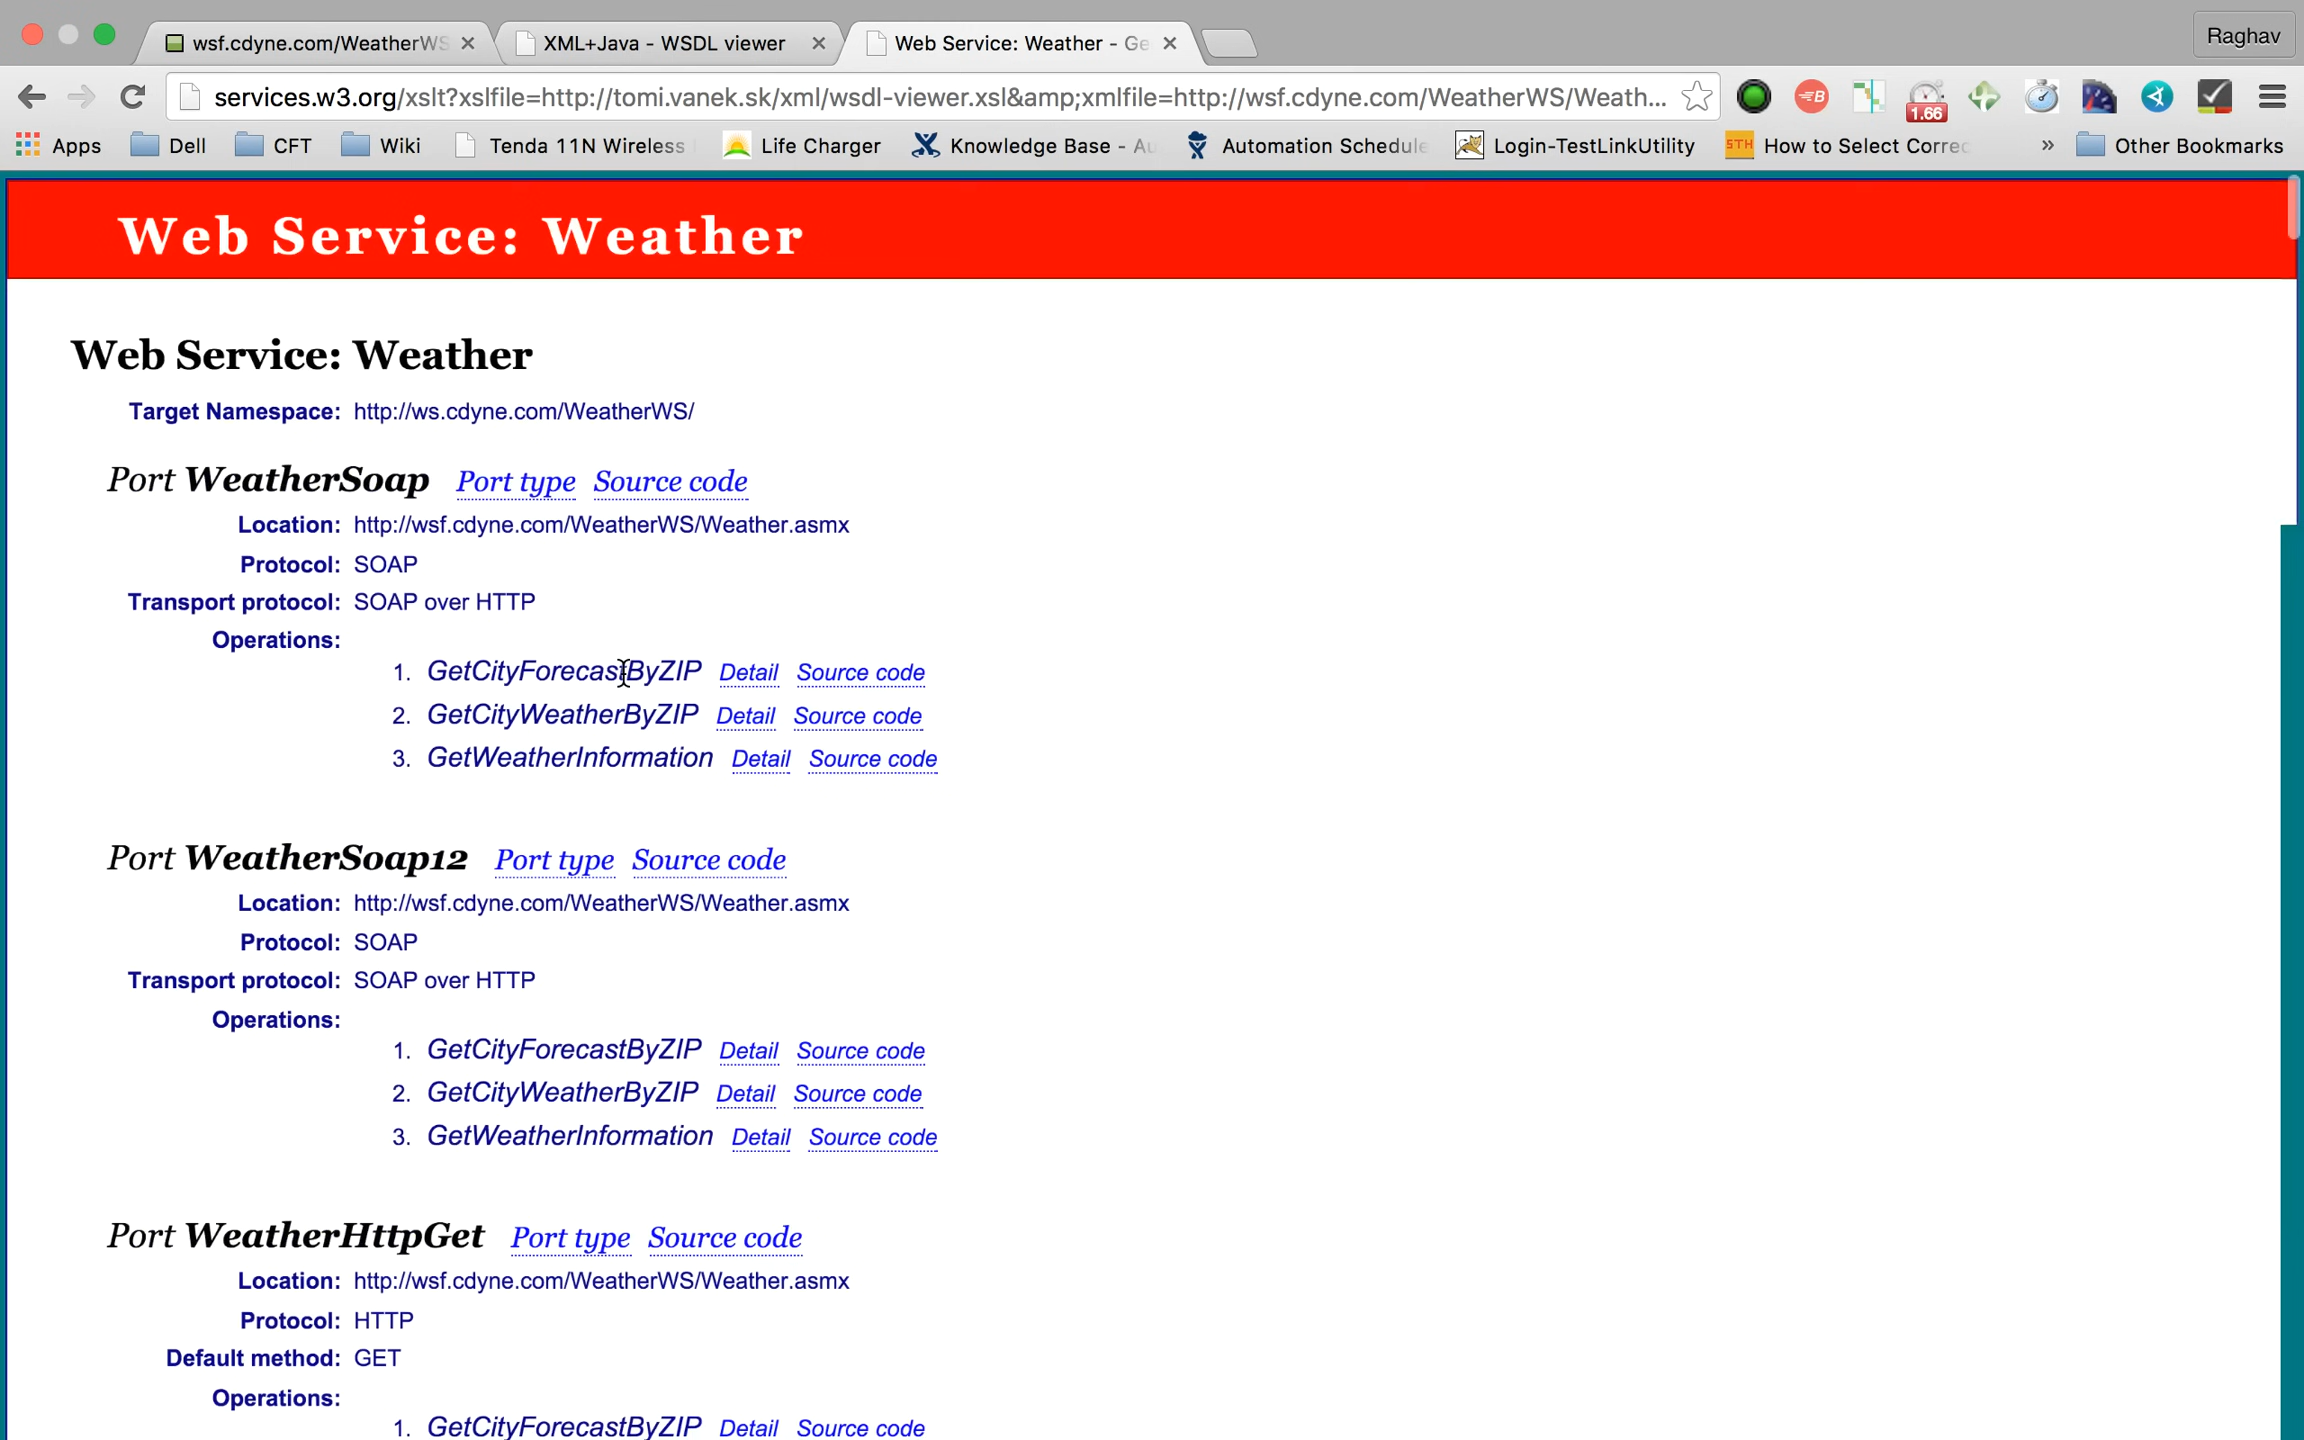 wsf.cdyne.com/WeatherWS
XML+Java - WSDL viewer
Web Service: Weather - Ge
Raghav
services.w3.org/xslt?xslfile=http://tomi.vanek.sk/xml/wsdl-viewer.xsl&amp;xmlfile=http://wsf.cdyne.com/WeatherWS/Weath...
1.66
Apps
Dell
CFT
Wiki
Tenda 11N Wireless
Life Charger
Knowledge Base - Au
Automation Schedule
Login-TestLinkUtility
STH
How to Select Correc
»
Other Bookmarks
Web Service: Weather
Web Service: Weather
Target Namespace: http://ws.cdyne.com/WeatherWS/
Port WeatherSoap Port type Source code
Location: http://wsf.cdyne.com/WeatherWS/Weather.asmx
Protocol: SOAP
Transport protocol: SOAP over HTTP
Operations:
1. GetCityForecastByZIP Detail Source code
2. GetCityWeatherByZIP Detail Source code
3. GetWeatherInformation Detail Source code
Port WeatherSoap12 Port type Source code
Location: http://wsf.cdyne.com/WeatherWS/Weather.asmx
Protocol: SOAP
Transport protocol: SOAP over HTTP
Operations:
1. GetCityForecastByZIP Detail Source code
2. GetCityWeatherByZIP Detail Source code
3. GetWeatherInformation Detail Source code
Port WeatherHttpGet Port type Source code
Location: http://wsf.cdyne.com/WeatherWS/Weather.asmx
Protocol: HTTP
Default method: GET
Operations:
1. GetCityForecastByZIP Detail Source code